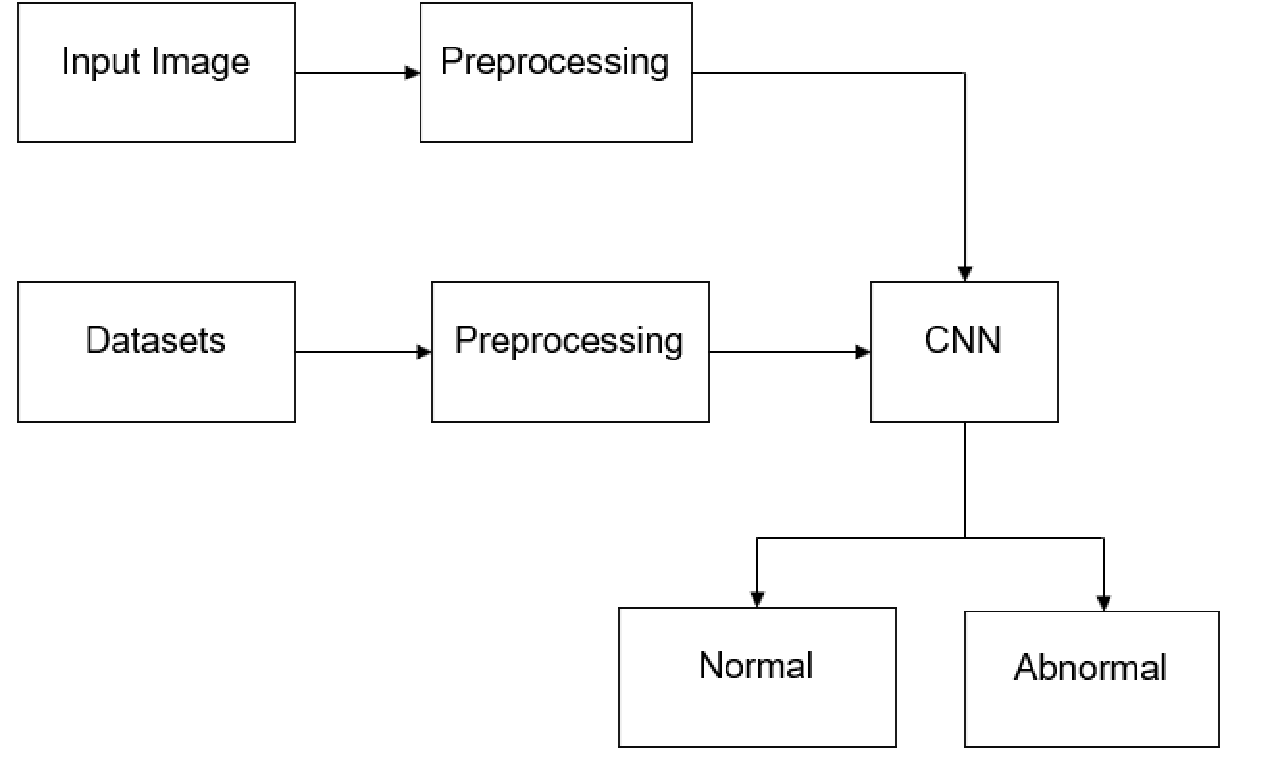 Input Image
Preprocessing
Datasets
Preprocessing
CNN
Normal
Abnormal